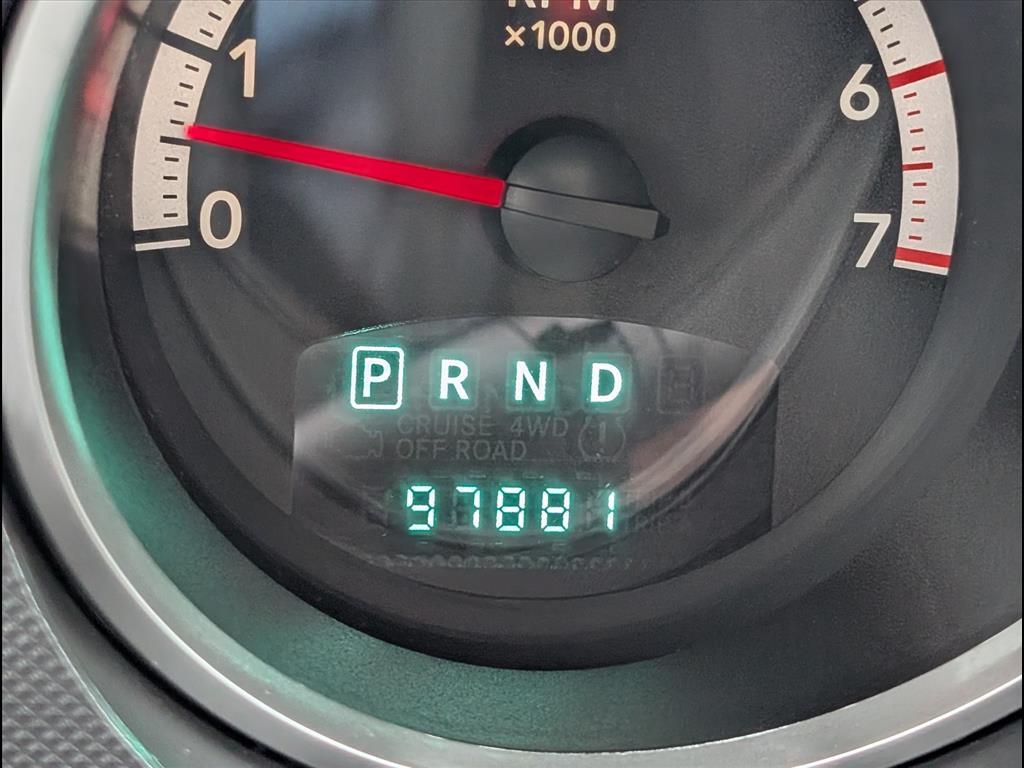 RPM
×1000
1
6
0
7
P R N D
CRUISE 4WD
OFF ROAD
97881